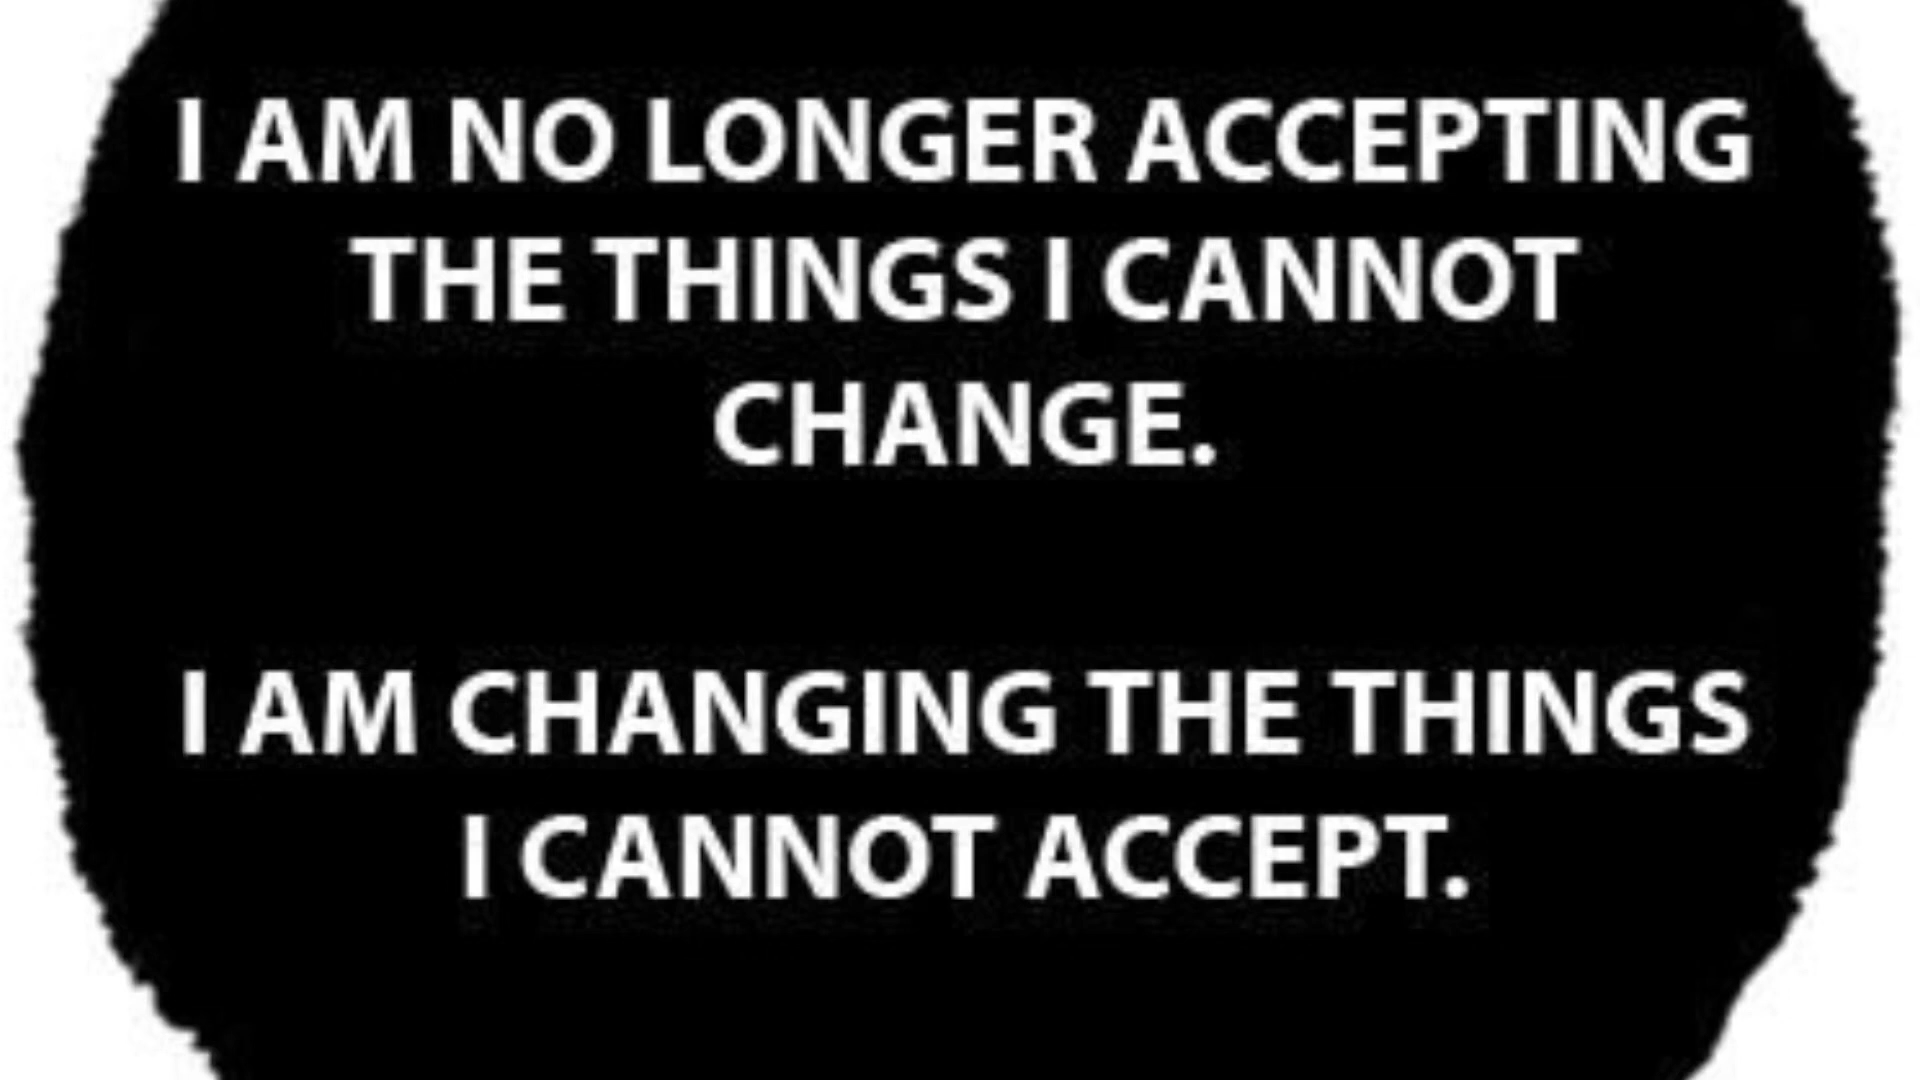 I AM NO LONGER ACCEPTING
THE THINGS I CANNOT
CHANGE.
I AM CHANGING THE THINGS
I CANNOT ACCEPT.